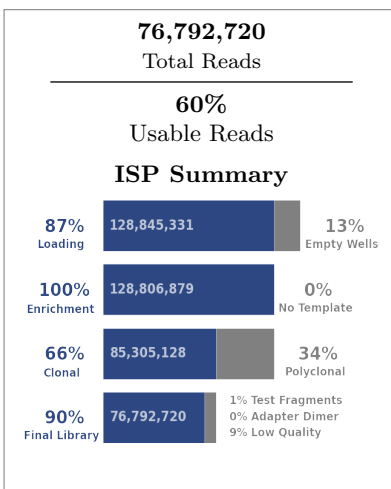 76,792,720
Total Reads
60%
Usable Reads
ISP Summary
87%
Loading
128,845,331
13%
Empty Wells
100%
Enrichment
128,806,879
0%
No Template
66%
Clonal
85,305,128
34%
Polyclonal
90%
Final Library
76,792,720
1% Test Fragments
0% Adapter Dimer
9% Low Quality